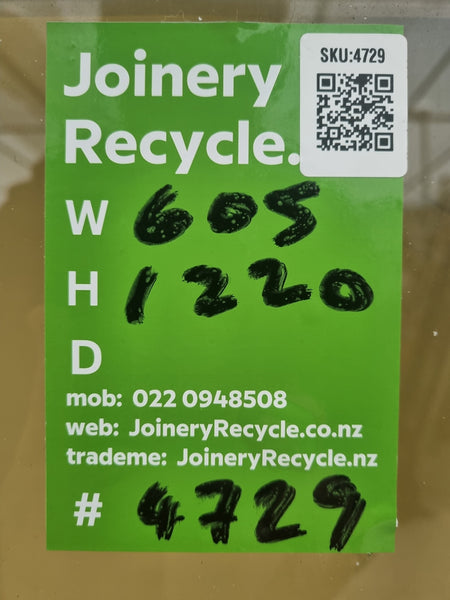 Joinery
SKU:4729
Recycle.
W 605
H 1220
D
mob: 022 0948508
web: JoineryRecycle.co.nz
trademe: JoineryRecycle.nz
# 4729